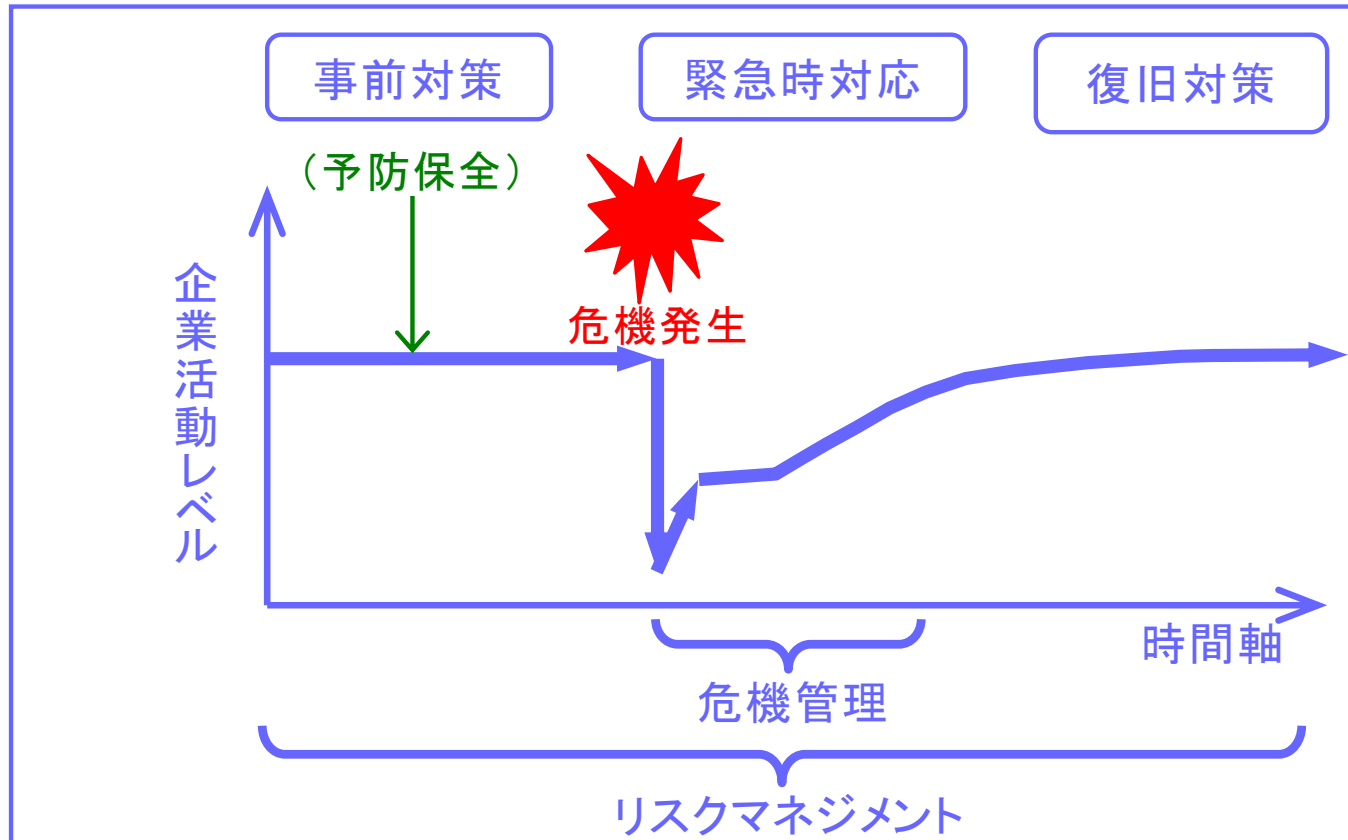 事前対策
緊急時対応
復旧対策
（予防保全）
危機発生
企業活動レベル
時間軸
危機管理
リスクマネジメント